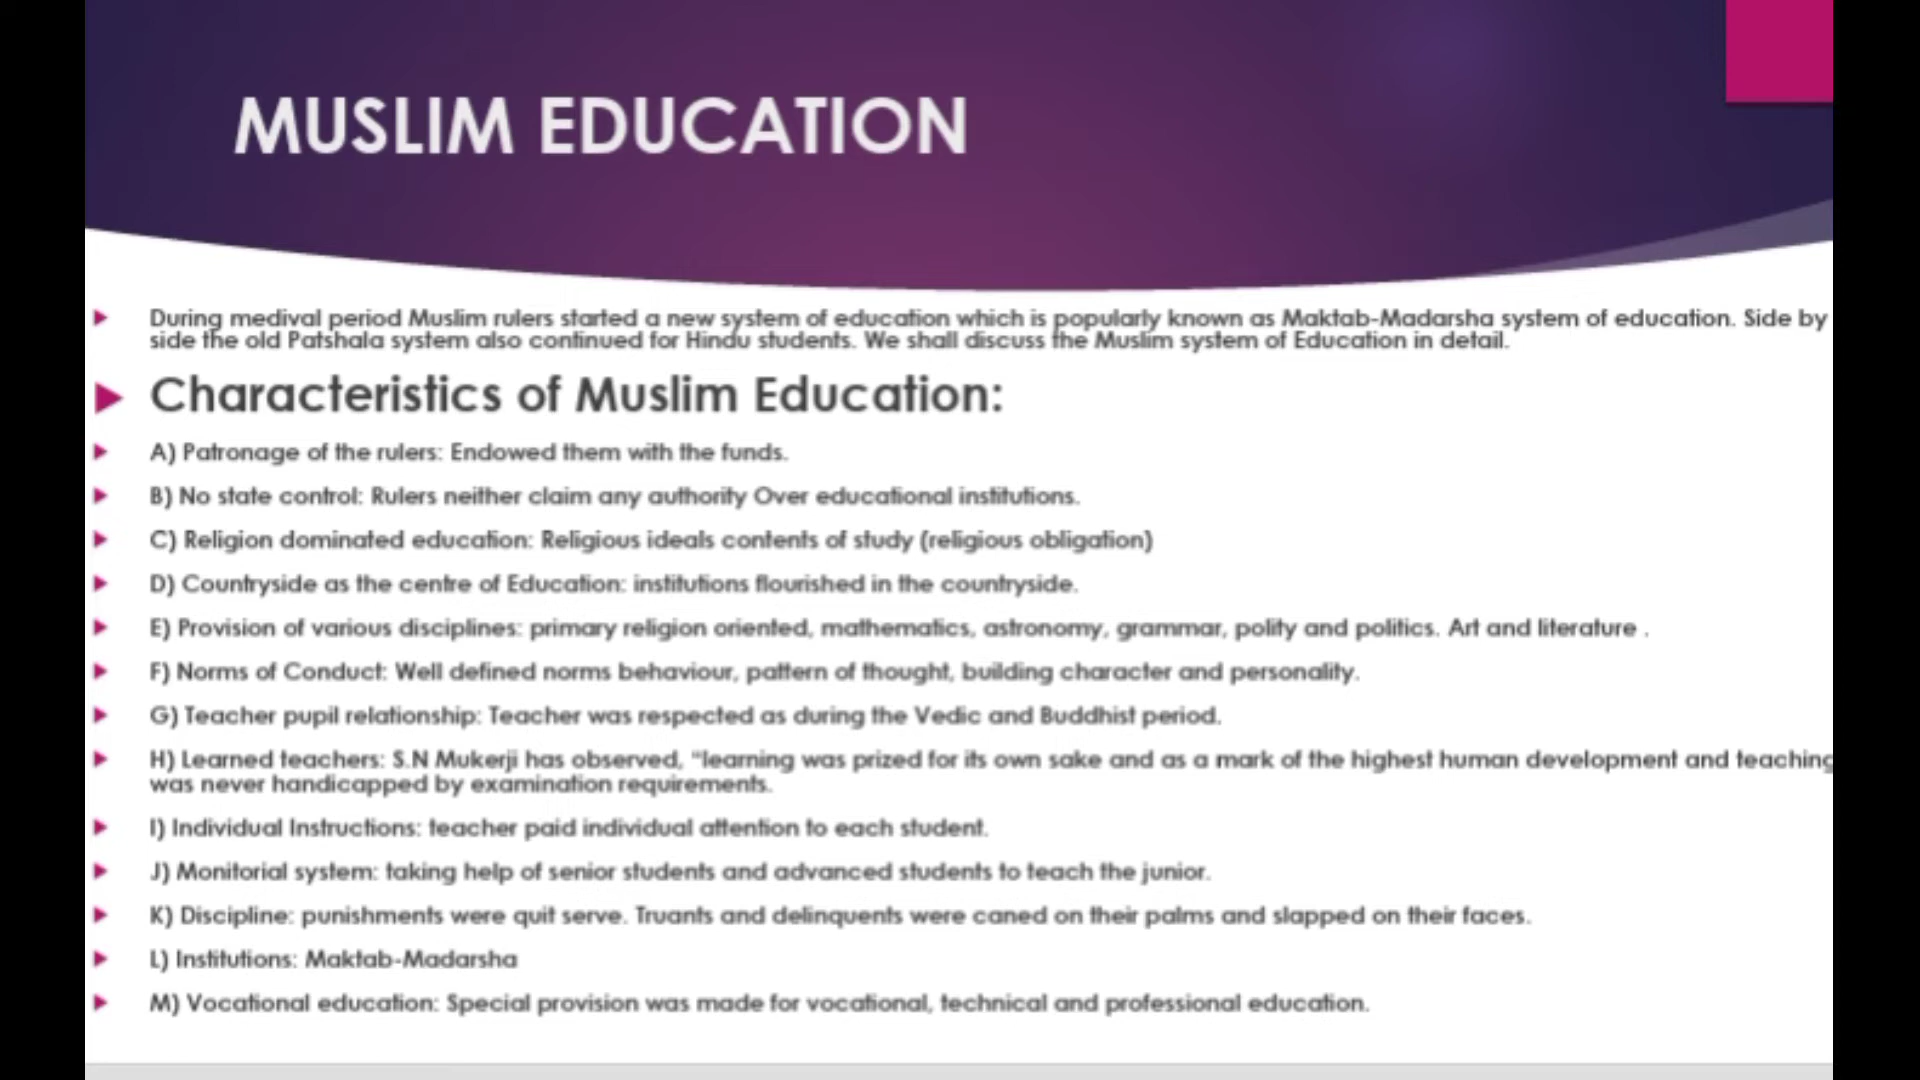 MUSLIM EDUCATION
During medival period Muslim rulers started a new system of education which is popularly known as Maktab-Madarsha system of education. Side by
side the old Patshala system also continued for Hindu students. We shall discuss the Muslim system of Education in detail.
Characteristics of Muslim Education:
A) Patronage of the rulers: Endowed them with the funds.
B) No state control: Rulers neither claim any authority Over educational institutions.
C) Religion dominated education: Religious ideals contents of study (religious obligation)
D) Countryside as the centre of Education: institutions flourished in the countryside.
E) Provision of various disciplines: primary religion oriented, mathematics, astronomy, grammar, polity and politics. Art and literature .
F) Norms of Conduct: Well defined norms behaviour, pattern of thought, building character and personality.
G) Teacher pupil relationship: Teacher was respected as during the Vedic and Buddhist period.
H) Learned teachers: S.N Mukerji has observed, “learning was prized for its own sake and as a mark of the highest human development and teaching
was never handicapped by examination requirements.
I) Individual Instructions: teacher paid individual attention to each student.
J) Monitorial system: taking help of senior students and advanced students to teach the junior.
K) Discipline: punishments were quit serve. Truants and delinquents were caned on their palms and slapped on their faces.
L) Institutions: Maktab-Madarsha
M) Vocational education: Special provision was made for vocational, technical and professional education.